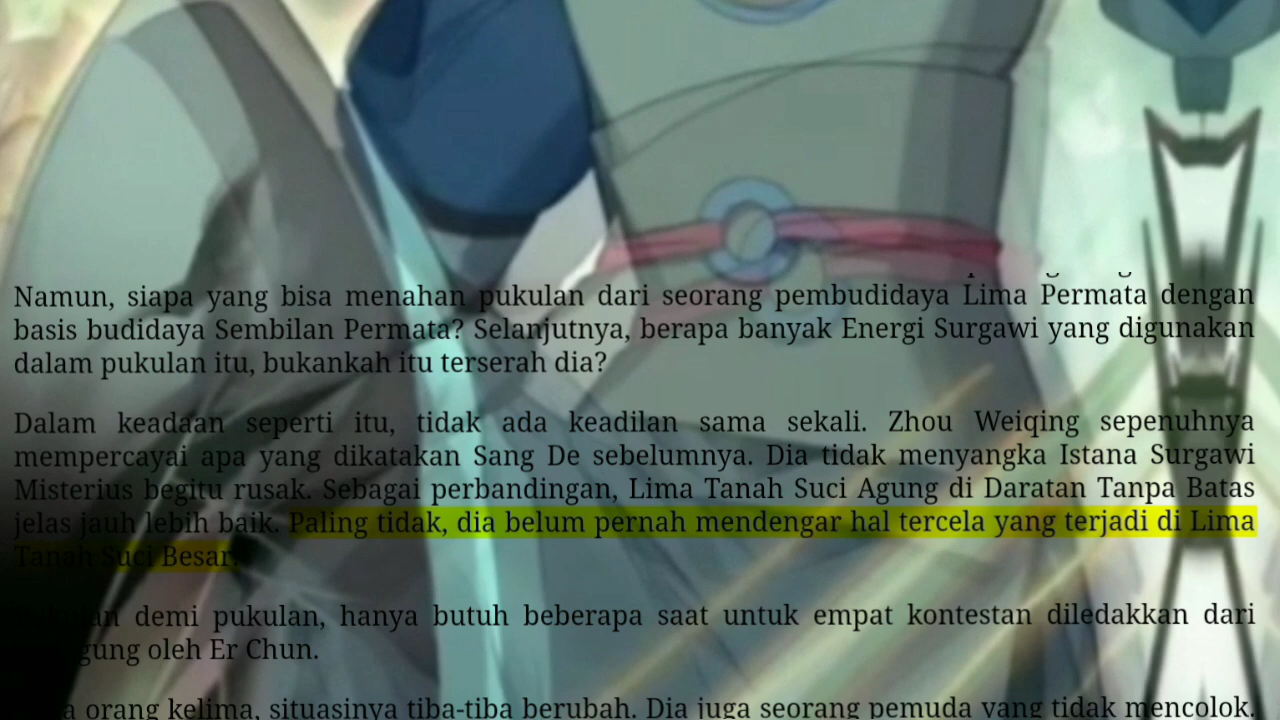 Namun, siapa yang bisa menahan pukulan dari seorang pembudidaya Lima Permata dengan
basis budidaya Sembilan Permata? Selanjutnya, berapa banyak Energi Surgawi yang digunakan
dalam pukulan itu, bukankah itu terserah dia?
Dalam keadaan seperti itu, tidak ada keadilan sama sekali. Zhou Weiqing sepenuhnya
mempercayai apa yang dikatakan Sang De sebelumnya. Dia tidak menyangka Istana Surgawi
Misterius begitu rusak. Sebagai perbandingan, Lima Tanah Suci Agung di Daratan Tanpa Batas
jelas jauh lebih baik. Paling tidak, dia belum pernah mendengar hal tercela yang terjadi di Lima
Tanah Suci Besar.
demi pukulan, hanya butuh beberapa saat untuk empat kontestan diledakkan dari
oleh Er Chun.
orang kelima, situasinya tiba-tiba berubah. Dia juga seorang pemuda yang tidak mencolok.